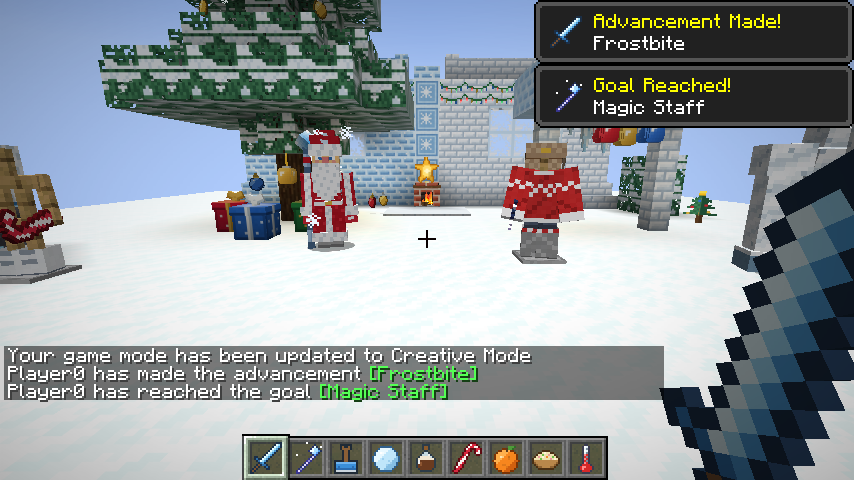 Advancement Made!
Frostbite
Goal Reached!
Magic Staff
Your game mode has been updated to Creative Mode
Player0 has made the advancement [Frostbite]
Player0 has reached the goal [Magic Staff]